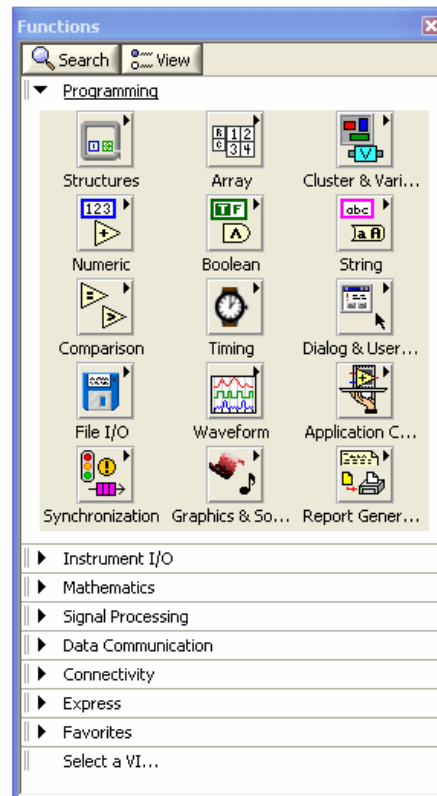 Functions
Search View
Programming
Structures Array Cluster & Vari...
Numeric Boolean String
Comparison Timing Dialog & User...
File I/O Waveform Application C...
Synchronization Graphics & So... Report Gener...
Instrument I/O
Mathematics
Signal Processing
Data Communication
Connectivity
Express
Favorites
Select a VI...